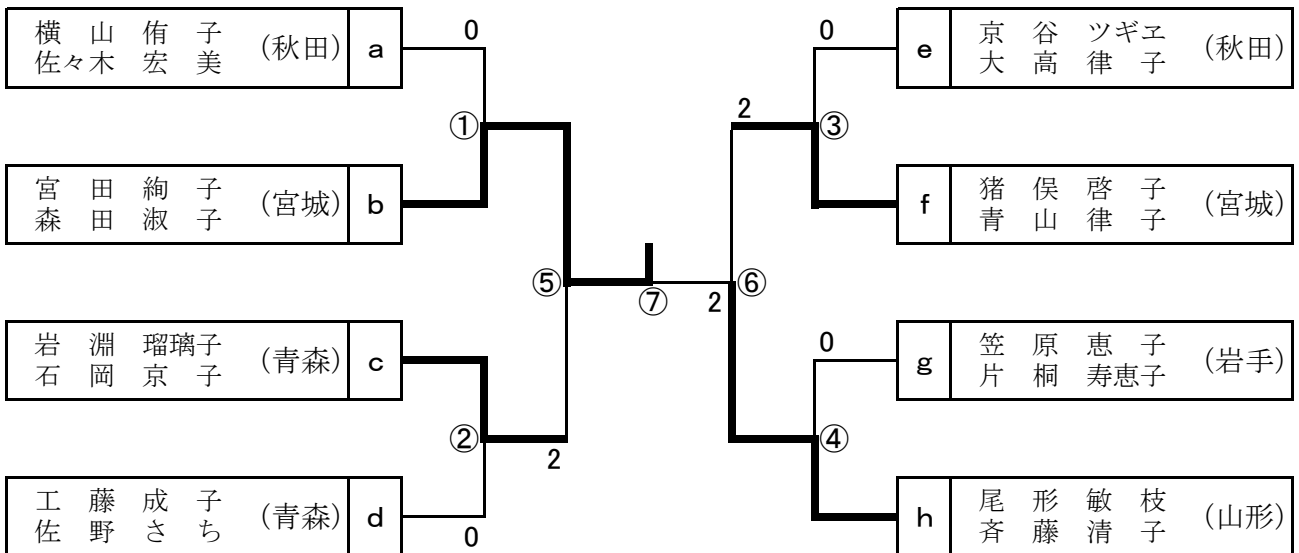 横 山 侑 子
佐々木 宏 美
(秋田)
a
0
宮 田 絢 子
森 田 淑 子
(宮城)
b
①
岩 淵 瑠璃子
石 岡 京 子
(青森)
c
工 藤 成 子
佐 野 さ ち
(青森)
d
②
0
2
⑤
⑦
2
⑥
2
0
e
京 谷 ツギヱ
大 高 律 子
(秋田)
③
f
猪 俣 啓 子
青 山 律 子
(宮城)
0
g
笠 原 恵 子
片 桐 寿恵子
(岩手)
④
h
尾 形 敏 枝
斉 藤 清 子
(山形)